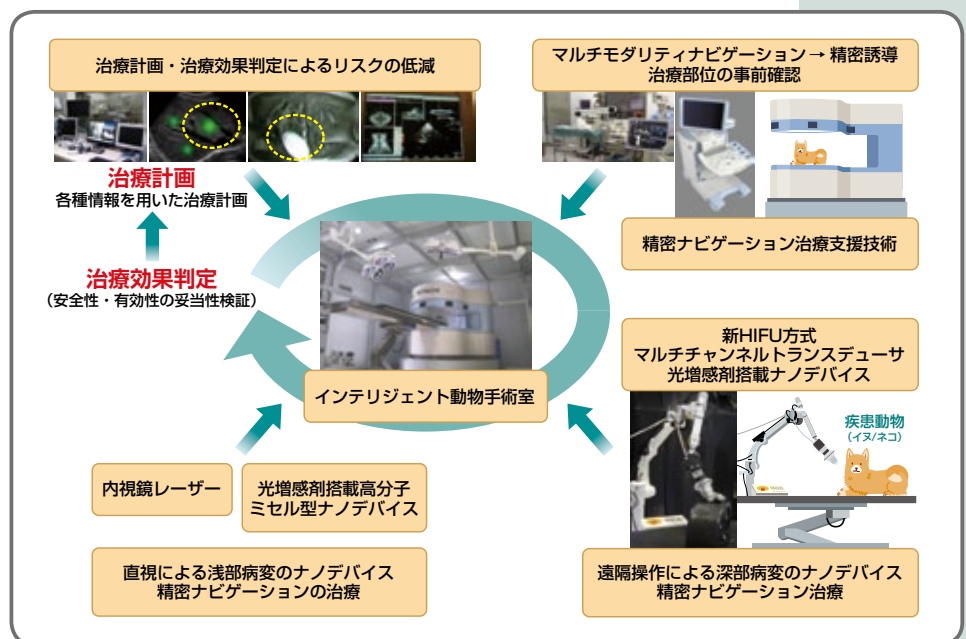 治療計画・治療効果判定によるリスクの低減
マルチモダリティナビゲーション → 精密誘導
治療部位の事前確認
治療計画
各種情報を用いた治療計画
治療効果判定
(安全性・有効性の妥当性検証)
精密ナビゲーション治療支援技術
インテリジェント動物手術室
新HIFU方式
マルチチャンネルトランスデューサ
光増感剤搭載ナノデバイス
疾患動物
(イヌ/ネコ)
内視鏡レーザー
光増感剤搭載高分子
ミセル型ナノデバイス
直視による浅部病変のナノデバイス
精密ナビゲーションの治療
遠隔操作による深部病変のナノデバイス
精密ナビゲーション治療